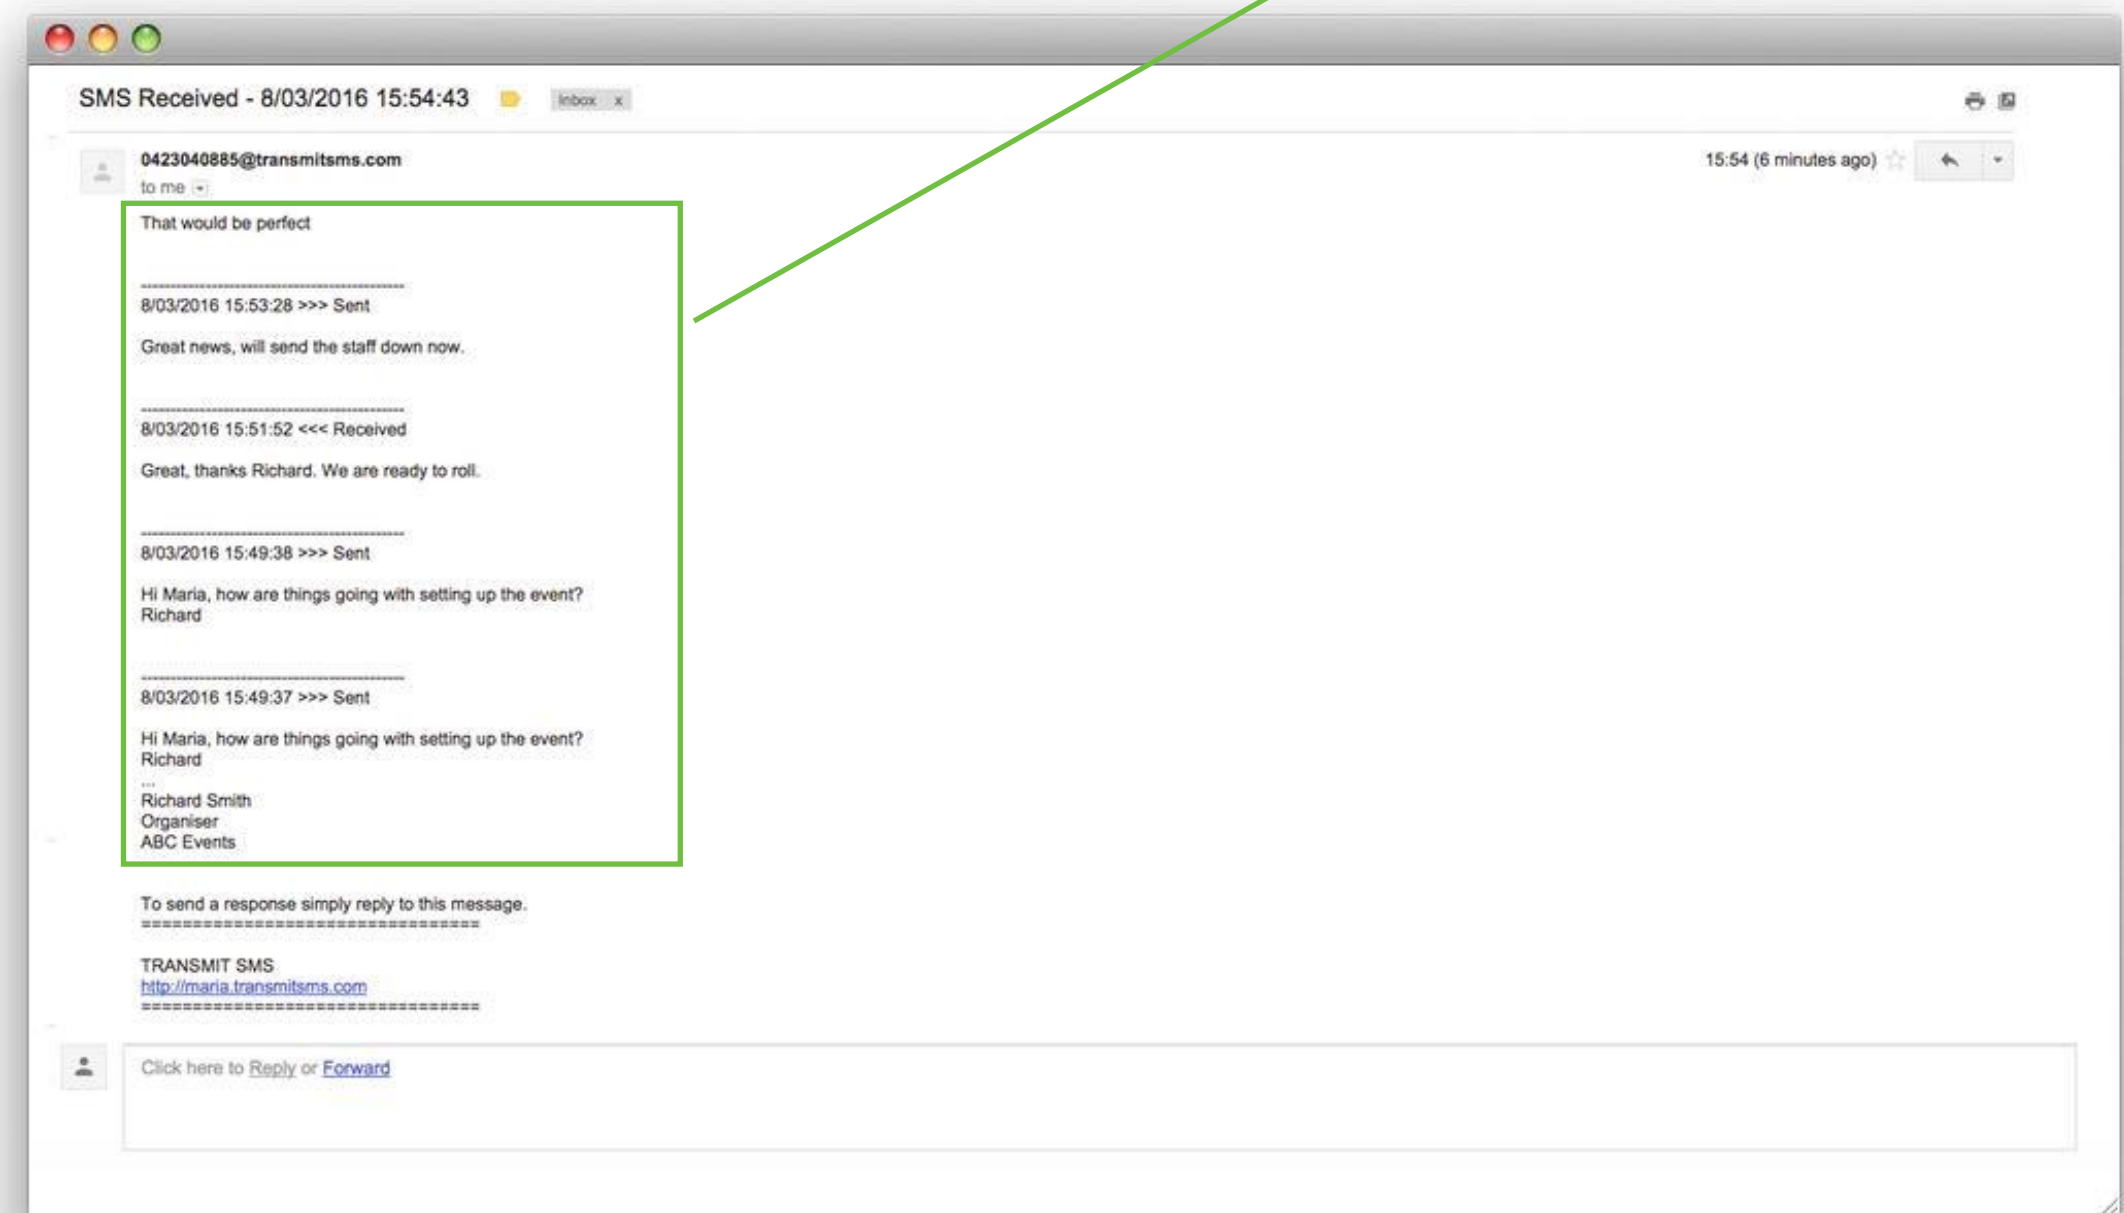 SMS Received - 8/03/2016 15:54:43 Inbox x
0423040885@transmitsms.com 15:54 (6 minutes ago)
to me
That would be perfect
----------------------------------------------
8/03/2016 15:53:28 >>> Sent
Great news, will send the staff down now.
----------------------------------------------
8/03/2016 15:51:52 <<< Received
Great, thanks Richard. We are ready to roll.
----------------------------------------------
8/03/2016 15:49:38 >>> Sent
Hi Maria, how are things going with setting up the event?
Richard
----------------------------------------------
8/03/2016 15:49:37 >>> Sent
Hi Maria, how are things going with setting up the event?
Richard
...
Richard Smith
Organiser
ABC Events
To send a response simply reply to this message.
=================================
TRANSMIT SMS
http://maria.transmitsms.com
=================================
Click here to Reply or Forward